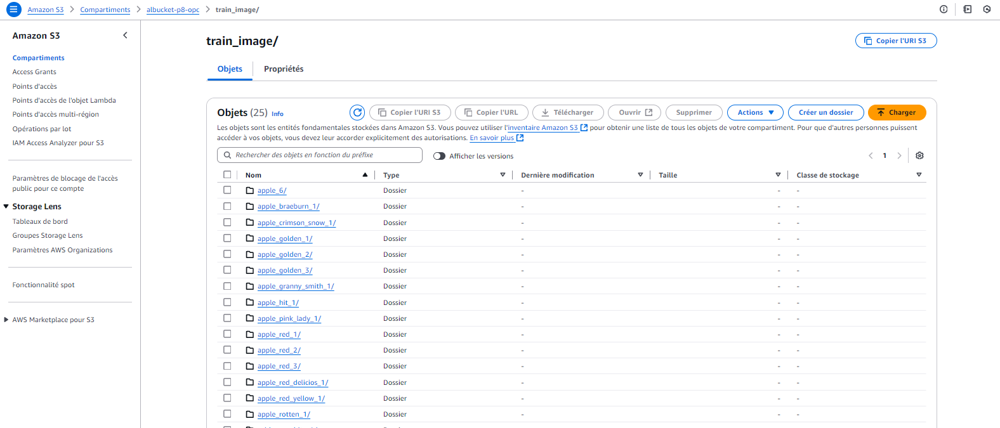 Amazon S3 > Compartiments > albucket-p8-opc > train_image/
Amazon S3
Compartiments
Access Grants
Points d'accès
Points d'accès de l'objet Lambda
Points d'accès multi-région
Opérations par lot
IAM Access Analyzer pour S3
Paramètres de blocage de l'accès
public pour ce compte
Storage Lens
Tableaux de bord
Groupes Storage Lens
Paramètres AWS Organizations
Fonctionnalité spot
AWS Marketplace pour S3
train_image/
Copier l'URI S3
Objets Propriétés
Objets (25) Info
Copier l'URI S3 Copier l'URL Télécharger Ouvrir Supprimer Actions Créer un dossier Charger
Les objets sont les entités fondamentales stockées dans Amazon S3. Vous pouvez utiliser l'inventaire Amazon S3 pour obtenir une liste de tous les objets de votre compartiment. Pour que d'autres personnes puissent
accéder à vos objets, vous devez leur accorder explicitement des autorisations. En savoir plus
Rechercher des objets en fonction du préfixe Afficher les versions 1
Nom Type Dernière modification Taille Classe de stockage
apple_6/ Dossier - - -
apple_braeburn_1/ Dossier - - -
apple_crimson_snow_1/ Dossier - - -
apple_golden_1/ Dossier - - -
apple_golden_2/ Dossier - - -
apple_golden_3/ Dossier - - -
apple_granny_smith_1/ Dossier - - -
apple_hit_1/ Dossier - - -
apple_pink_lady_1/ Dossier - - -
apple_red_1/ Dossier - - -
apple_red_2/ Dossier - - -
apple_red_3/ Dossier - - -
apple_red_delicios_1/ Dossier - - -
apple_red_yellow_1/ Dossier - - -
apple_rotten_1/ Dossier - - -